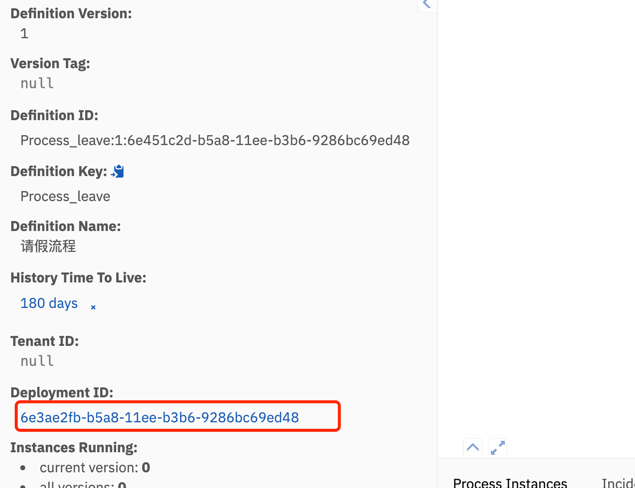 Definition Version:
1
Version Tag:
null
Definition ID:
Process_leave:1:6e451c2d-b5a8-11ee-b3b6-9286bc69ed48
Definition Key:
Process_leave
Definition Name:
请假流程
History Time To Live:
180 days
Tenant ID:
null
Deployment ID:
6e3ae2fb-b5a8-11ee-b3b6-9286bc69ed48
Instances Running:
current version: 0
all versions: 0
Process Instances
Incid